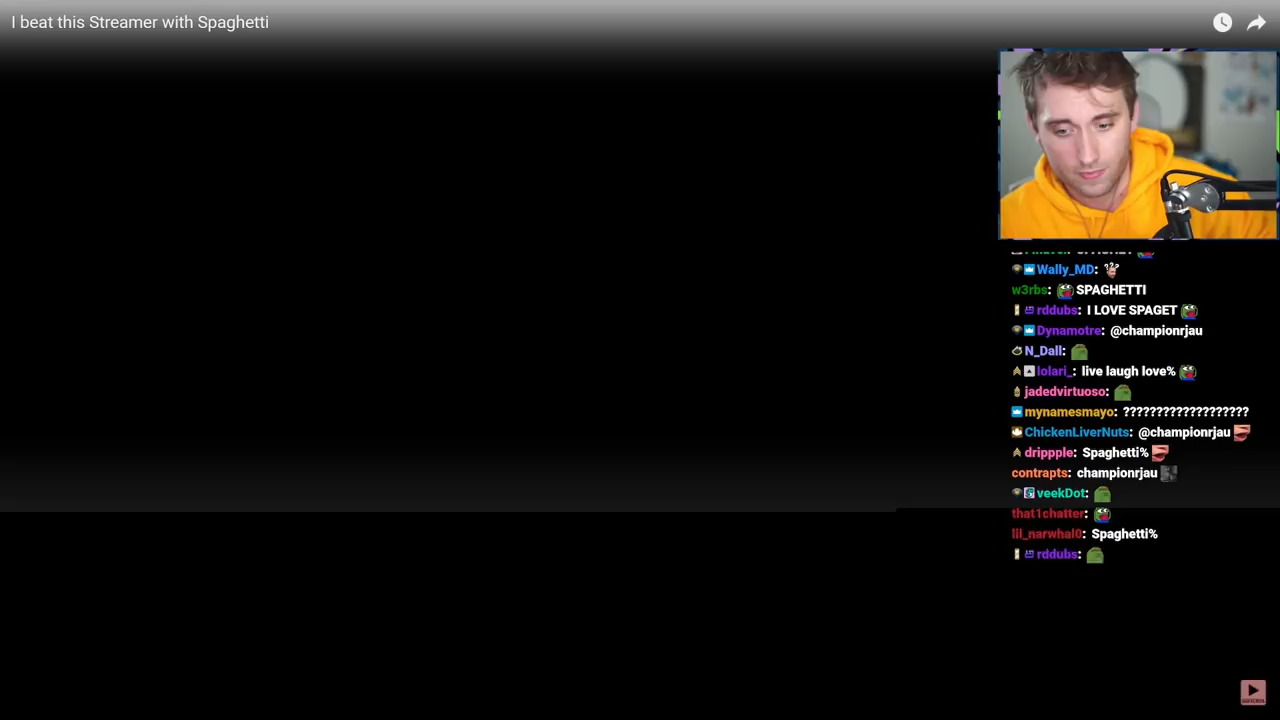 I beat this Streamer with Spaghetti
Wally_MD:
w3rbs: SPAGHETTI
rddubs: I LOVE SPAGET
Dynamotre: @championrjau
N_Dall:
lolari_: live laugh love%
jadedvirtuoso:
mynamesmayo: ???????????????????
ChickenLiverNuts: @championrjau
drippple: Spaghetti%
contrapts: championrjau
veekDot:
that1chatter:
lil_narwhal0: Spaghetti%
rddubs: